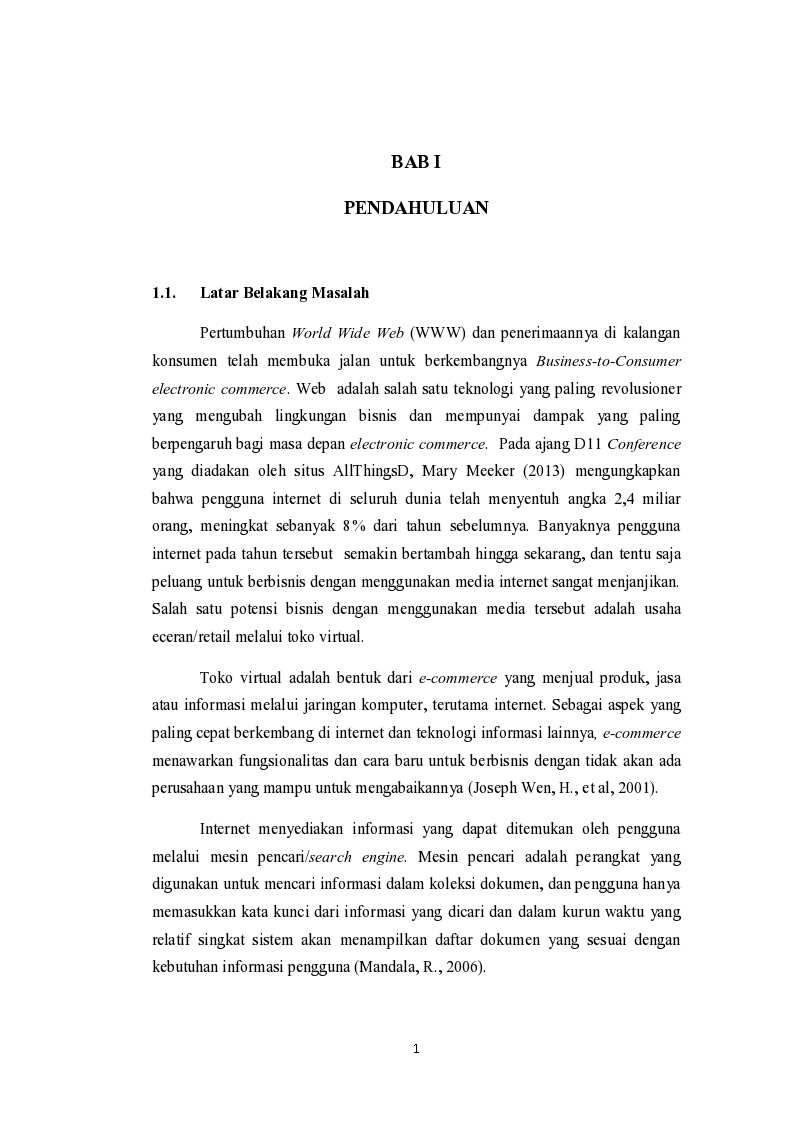 BAB I
PENDAHULUAN
1.1. Latar Belakang Masalah
Pertumbuhan World Wide Web (WWW) dan penerimaannya di kalangan
konsumen telah membuka jalan untuk berkembangnya Business-to-Consumer
electronic commerce. Web adalah salah satu teknologi yang paling revolusioner
yang mengubah lingkungan bisnis dan mempunyai dampak yang paling
berpengaruh bagi masa depan electronic commerce. Pada ajang D11 Conference
yang diadakan oleh situs AllThingsD, Mary Meeker (2013) mengungkapkan
bahwa pengguna internet di seluruh dunia telah menyentuh angka 2,4 miliar
orang, meningkat sebanyak 8% dari tahun sebelumnya. Banyaknya pengguna
internet pada tahun tersebut semakin bertambah hingga sekarang, dan tentu saja
peluang untuk berbisnis dengan menggunakan media internet sangat menjanjikan.
Salah satu potensi bisnis dengan menggunakan media tersebut adalah usaha
eceran/retail melalui toko virtual.
Toko virtual adalah bentuk dari e-commerce yang menjual produk, jasa
atau informasi melalui jaringan komputer, terutama internet. Sebagai aspek yang
paling cepat berkembang di internet dan teknologi informasi lainnya, e-commerce
menawarkan fungsionalitas dan cara baru untuk berbisnis dengan tidak akan ada
perusahaan yang mampu untuk mengabaikannya (Joseph Wen, H., et al, 2001).
Internet menyediakan informasi yang dapat ditemukan oleh pengguna
melalui mesin pencari/search engine. Mesin pencari adalah perangkat yang
digunakan untuk mencari informasi dalam koleksi dokumen, dan pengguna hanya
memasukkan kata kunci dari informasi yang dicari dan dalam kurun waktu yang
relatif singkat sistem akan menampilkan daftar dokumen yang sesuai dengan
kebutuhan informasi pengguna (Mandala, R., 2006).
1